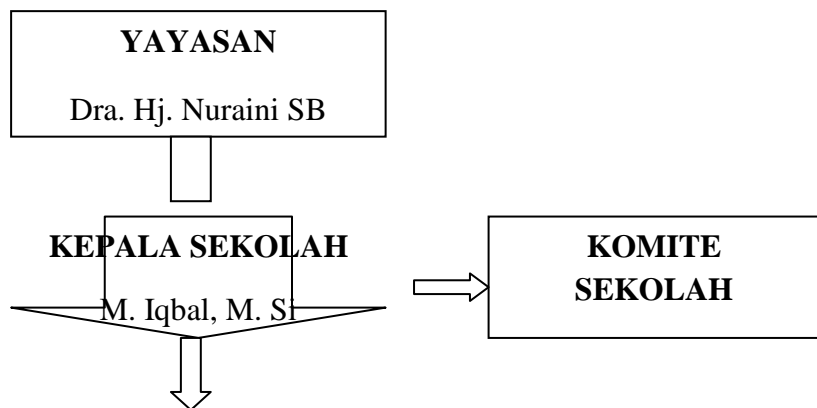 YAYASAN
Dra. Hj. Nuraini SB
KEPALA SEKOLAH
M. Iqbal, M. Si
KOMITE
SEKOLAH